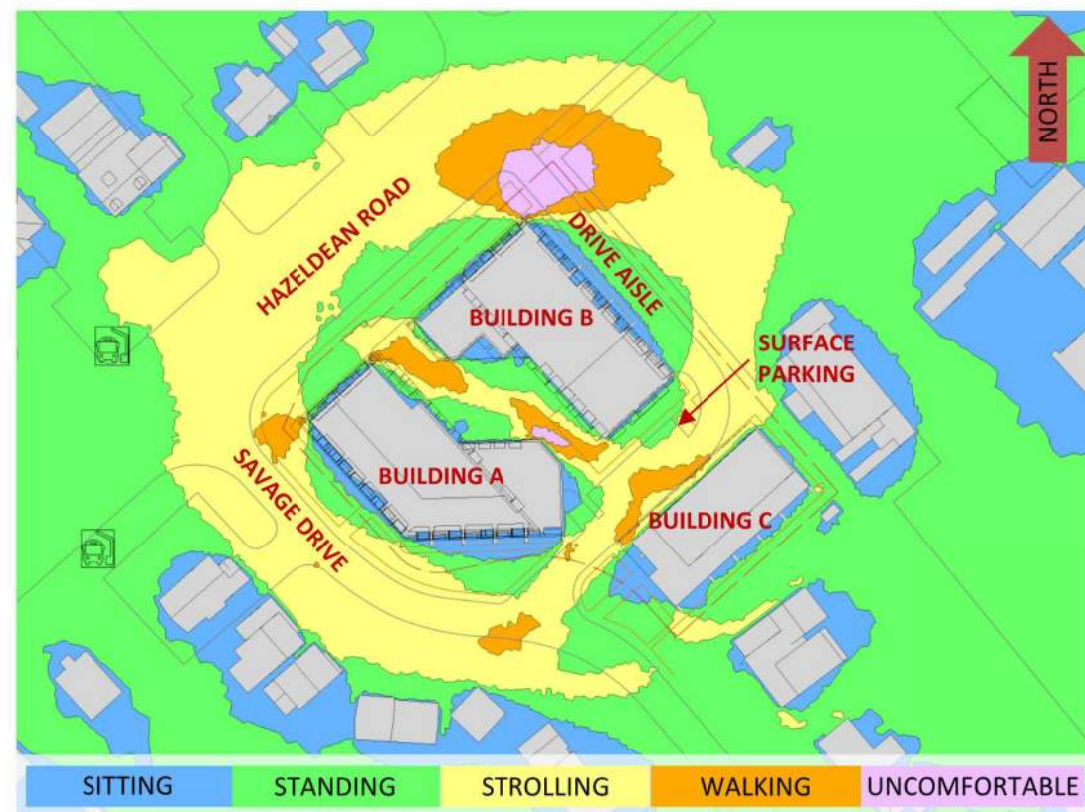 NORTH
HAZELDEAN ROAD
DRIVE AISLE
BUILDING B
SURFACE
PARKING
BUILDING A
SAVAGE DRIVE
BUILDING C
SITTING
STANDING
STROLLING
WALKING
UNCOMFORTABLE